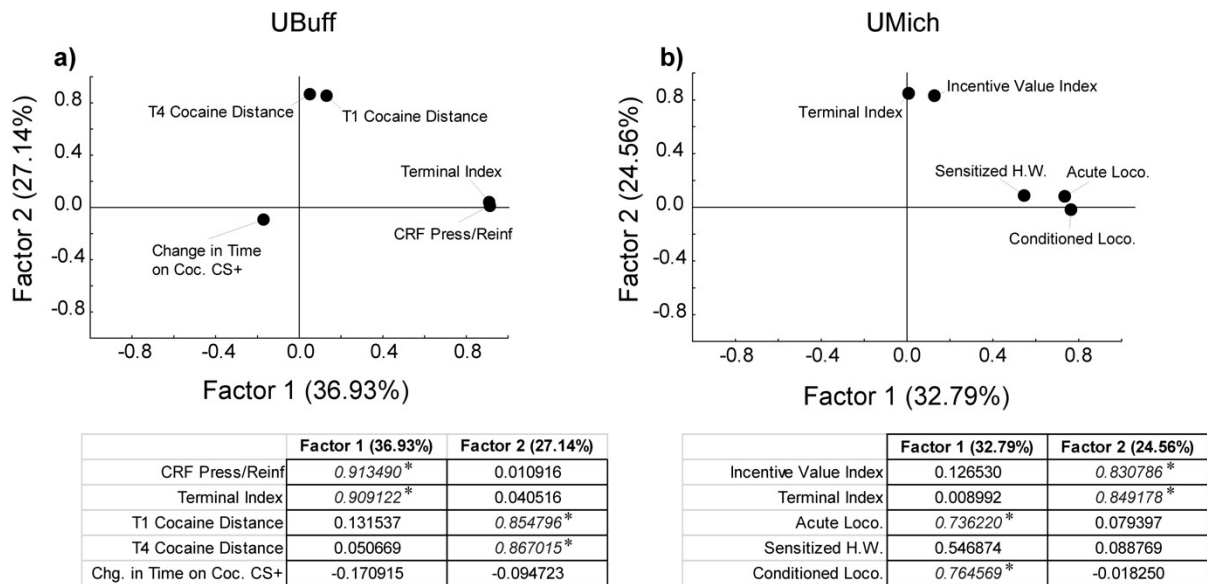 UBuff
UMich
a)
b)
Factor 2 (27.14%)
0.8
0.4
0.0
-0.4
-0.8
T4 Cocaine Distance
T1 Cocaine Distance
Terminal Index
CRF Press/Reinf
Change in Time
on Coc. CS+
-0.8
-0.4
0.0
0.4
0.8
Factor 1 (36.93%)
Factor 2 (24.56%)
0.8
0.4
0.0
-0.4
-0.8
Incentive Value Index
Terminal Index
Sensitized H.W.
Acute Loco.
Conditioned Loco.
-0.8
-0.4
0.0
0.4
0.8
Factor 1 (32.79%)
Factor 1 (36.93%) Factor 2 (27.14%)
CRF Press/Reinf 0.913490 * 0.010916
Terminal Index 0.909122 * 0.040516
T1 Cocaine Distance 0.131537 0.854796 *
T4 Cocaine Distance 0.050669 0.867015 *
Chg. in Time on Coc. CS+ -0.170915 -0.094723
Factor 1 (32.79%) Factor 2 (24.56%)
Incentive Value Index 0.126530 0.830786 *
Terminal Index 0.008992 0.849178 *
Acute Loco. 0.736220 * 0.079397
Sensitized H.W. 0.546874 0.088769
Conditioned Loco. 0.764569 * -0.018250